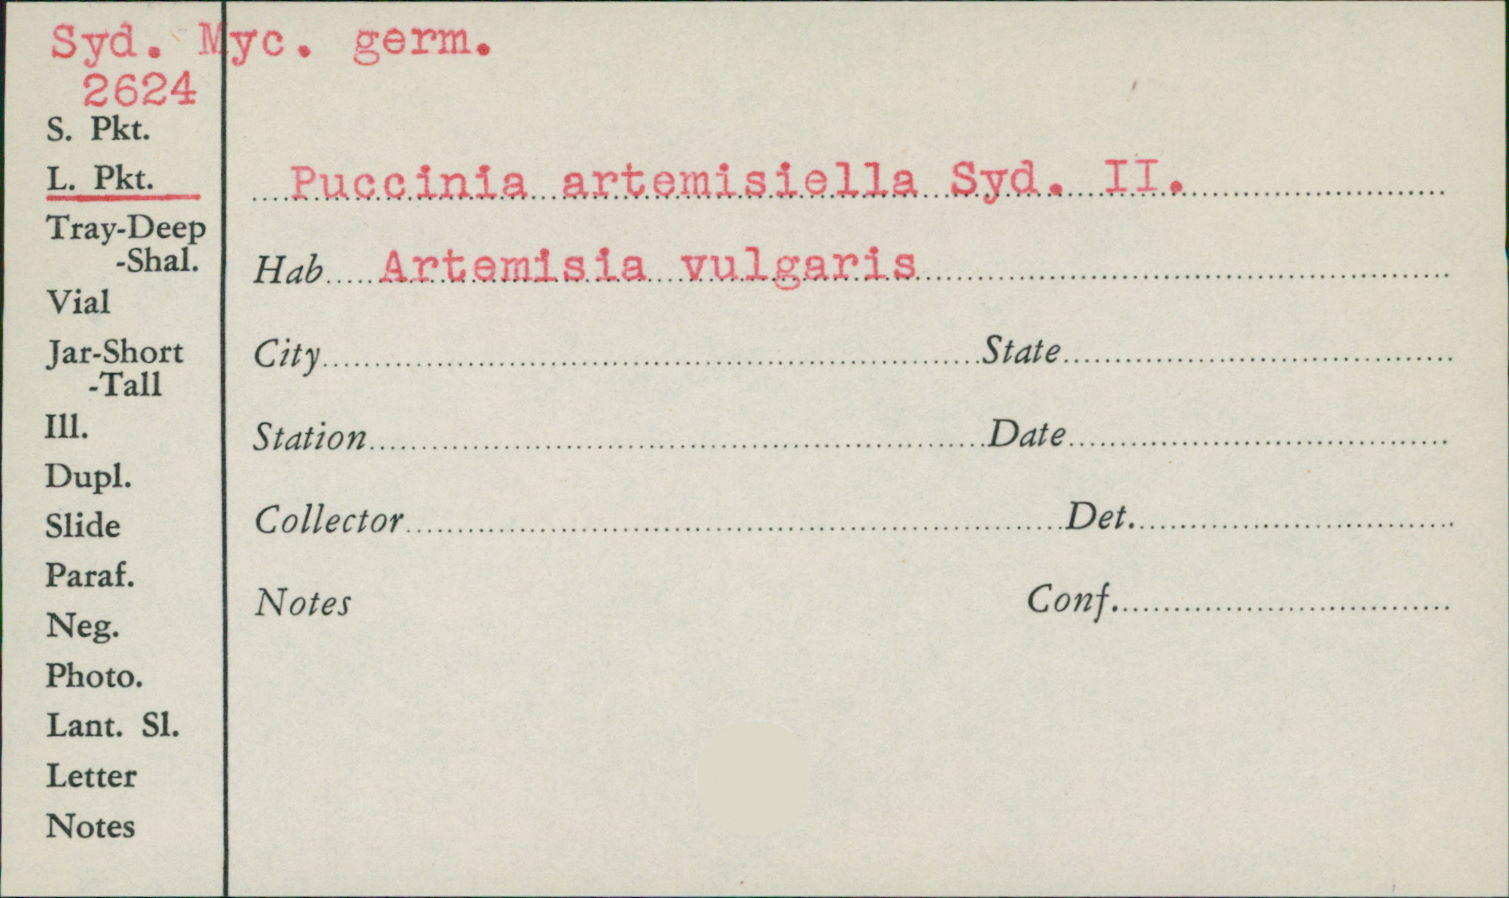 Syd. Myc. germ.
2624
S. Pkt.
L. Pkt.
Tray-Deep
-Shal.
Vial
Jar-Short
-Tall
Ill.
Dupl.
Slide
Paraf.
Neg.
Photo.
Lant. Sl.
Letter
Notes
Puccinia artemisiella Syd. II.
Hab Artemisia vulgaris
City State
Station Date
Collector Det.
Notes Conf.